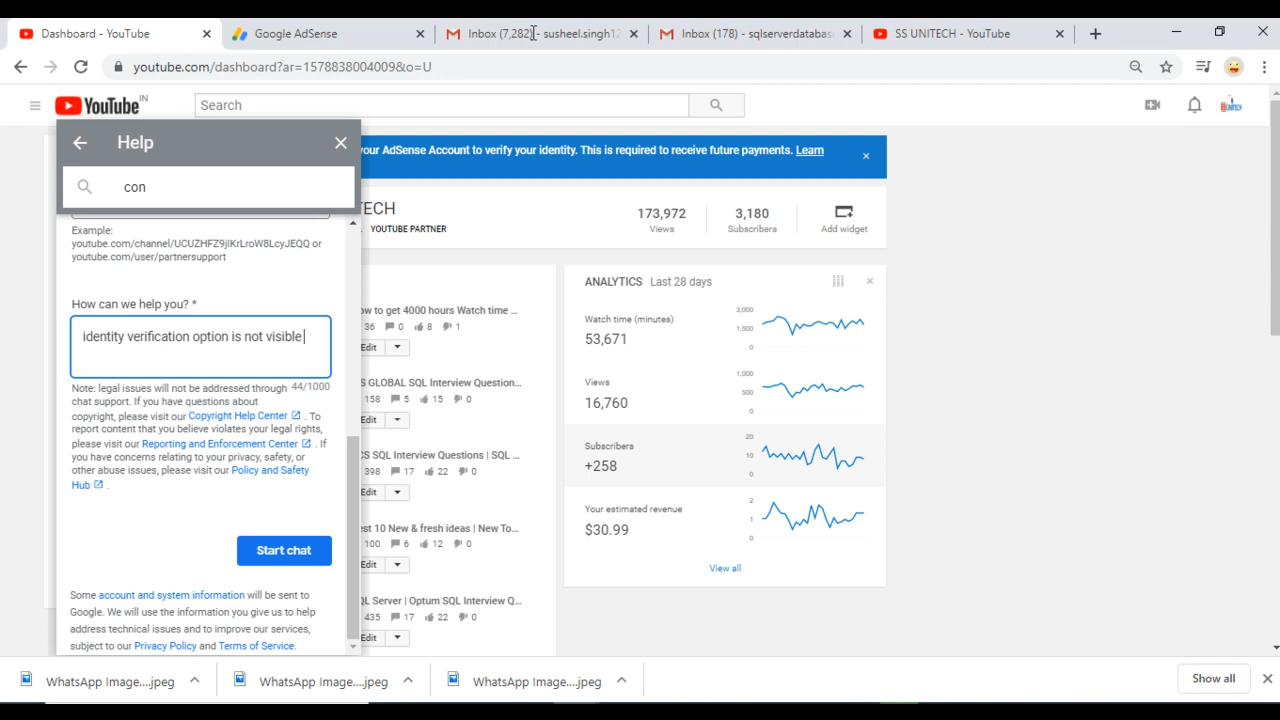 Dashboard - YouTube
Google AdSense
Inbox (7,282) - susheel.singh12
Inbox (178) - sqlserverdatabas
SS UNITECH - YouTube
youtube.com/dashboard?ar=1578838004009&o=U
YouTube IN
Search
Help
con
our AdSense Account to verify your identity. This is required to receive future payments. Learn
TECH
YOUTUBE PARTNER
173,972
Views
3,180
Subscribers
Add widget
Example:
youtube.com/channel/UCUZHFZ9jIKrLroW8LcyJEQQ or
youtube.com/user/partnersupport
How can we help you? *
identity verification option is not visible
44/1000
Note: legal issues will not be addressed through
chat support. If you have questions about
copyright, please visit our Copyright Help Center . To
report content that you believe violates your legal rights,
please visit our Reporting and Enforcement Center . If
you have concerns relating to your privacy, safety, or
other abuse issues, please visit our Policy and Safety
Hub .
Start chat
Some account and system information will be sent to
Google. We will use the information you give us to help
address technical issues and to improve our services,
subject to our Privacy Policy and Terms of Service.
ow to get 4000 hours Watch time ...
36 0 8 1
Edit
S GLOBAL SQL Interview Question...
158 5 15 0
Edit
CS SQL Interview Questions | SQL ...
398 17 22 0
Edit
est 10 New & fresh ideas | New To...
100 6 12 0
Edit
QL Server | Optum SQL Interview Q...
435 17 22 0
Edit
ANALYTICS Last 28 days
Watch time (minutes)
53,671
3,000
1,500
0
Views
16,760
1,000
500
0
Subscribers
+258
20
10
0
Your estimated revenue
$30.99
2
1
0
View all
WhatsApp Image....jpeg
WhatsApp Image....jpeg
WhatsApp Image....jpeg
Show all